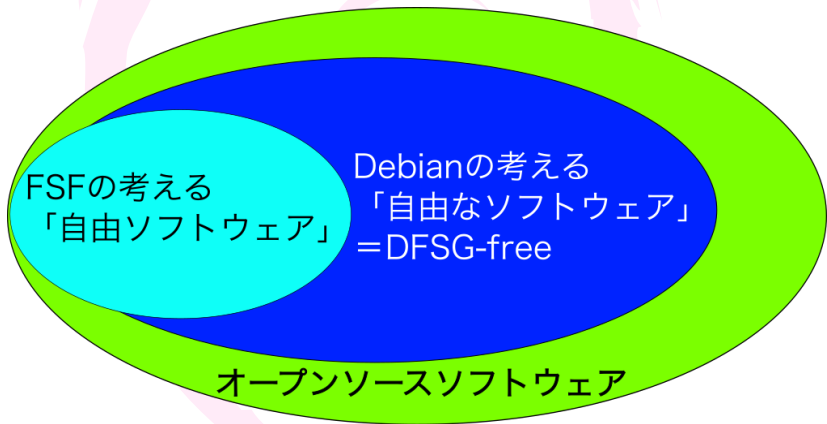 FSFの考える
「自由ソフトウェア」
Debianの考える
「自由なソフトウェア」
＝DFSG-free
オープンソースソフトウェア